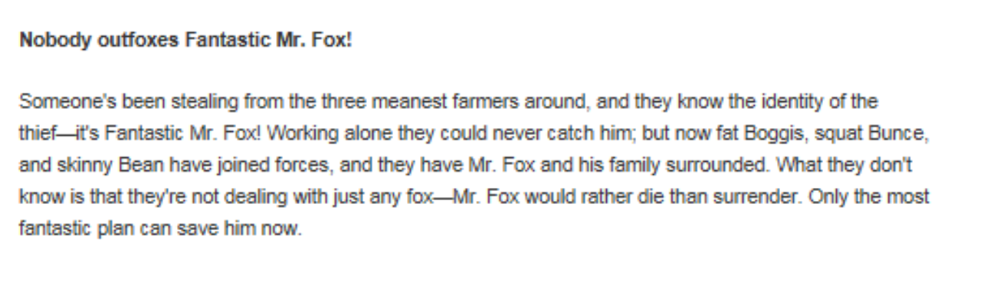 Nobody outfoxes Fantastic Mr. Fox!
Someone's been stealing from the three meanest farmers around, and they know the identity of the
thief—it's Fantastic Mr. Fox! Working alone they could never catch him; but now fat Boggis, squat Bunce,
and skinny Bean have joined forces, and they have Mr. Fox and his family surrounded. What they don't
know is that they're not dealing with just any fox—Mr. Fox would rather die than surrender. Only the most
fantastic plan can save him now.